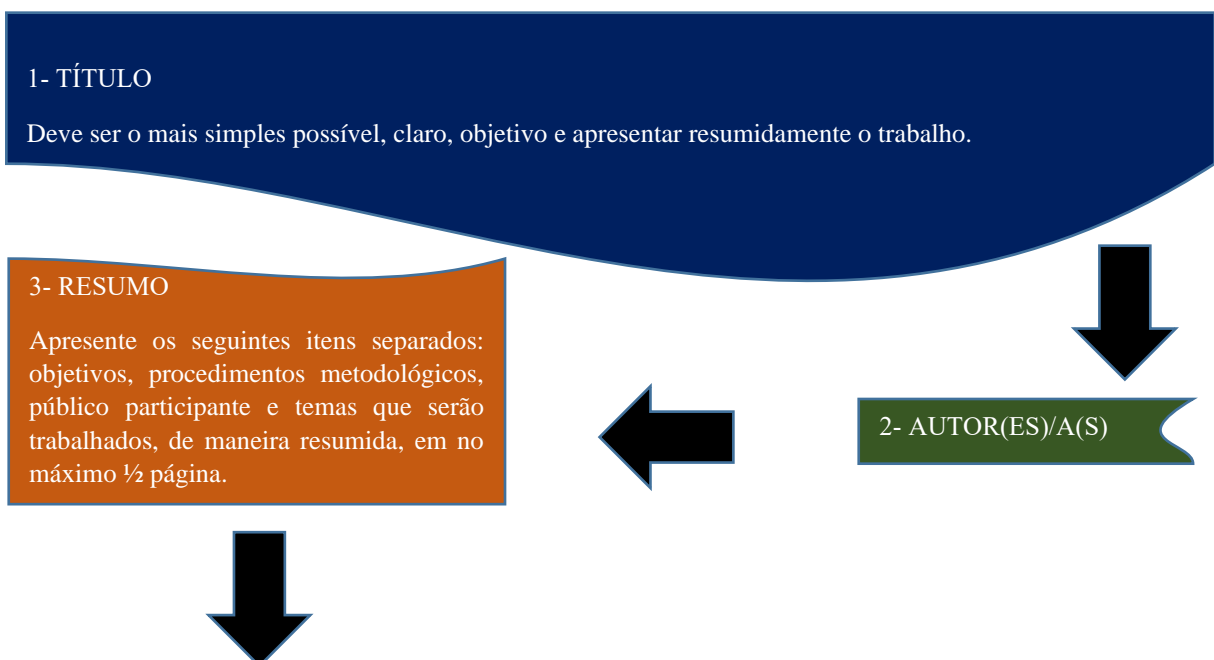 1- TÍTULO
Deve ser o mais simples possível, claro, objetivo e apresentar resumidamente o trabalho.
2- AUTOR(ES)/A(S)
3- RESUMO
Apresente os seguintes itens separados:
objetivos, procedimentos metodológicos,
público participante e temas que serão
trabalhados, de maneira resumida, em no
máximo ½ página.